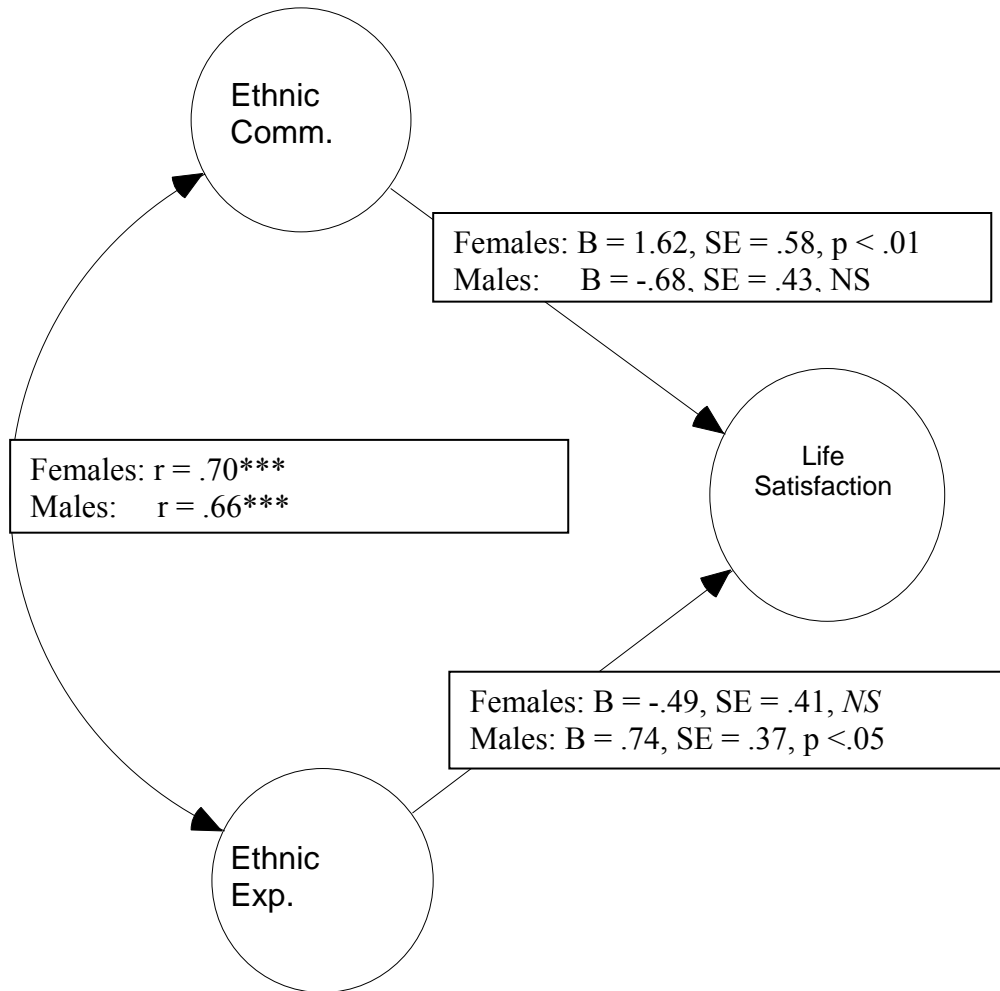 Ethnic
Comm.
Females: B = 1.62, SE = .58, p < .01
Males: B = -.68, SE = .43, NS
Females: r = .70***
Males: r = .66***
Life
Satisfaction
Females: B = -.49, SE = .41, NS
Males: B = .74, SE = .37, p <.05
Ethnic
Exp.